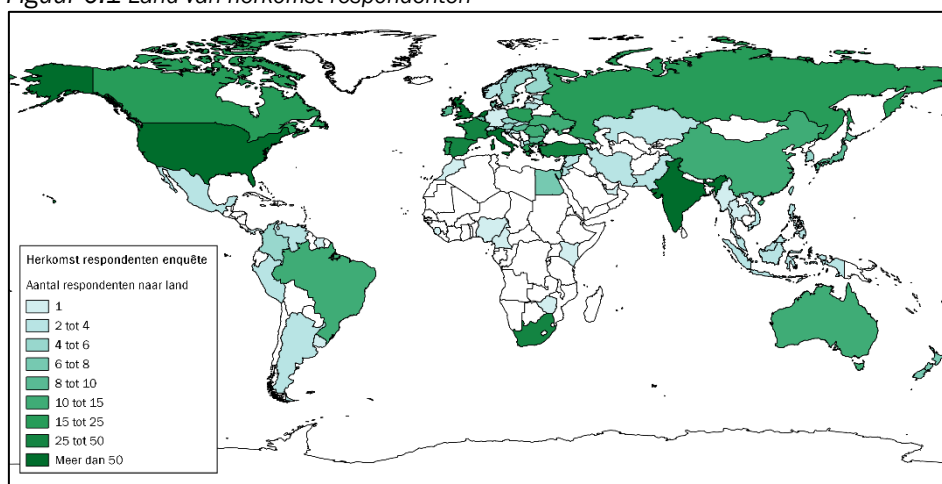 Figuur 6.1 Land van herkomst respondenten
Herkomst respondenten enquête
Aantal respondenten naar land
1
2 tot 4
4 tot 6
6 tot 8
8 tot 10
10 tot 15
15 tot 25
25 tot 50
Meer dan 50